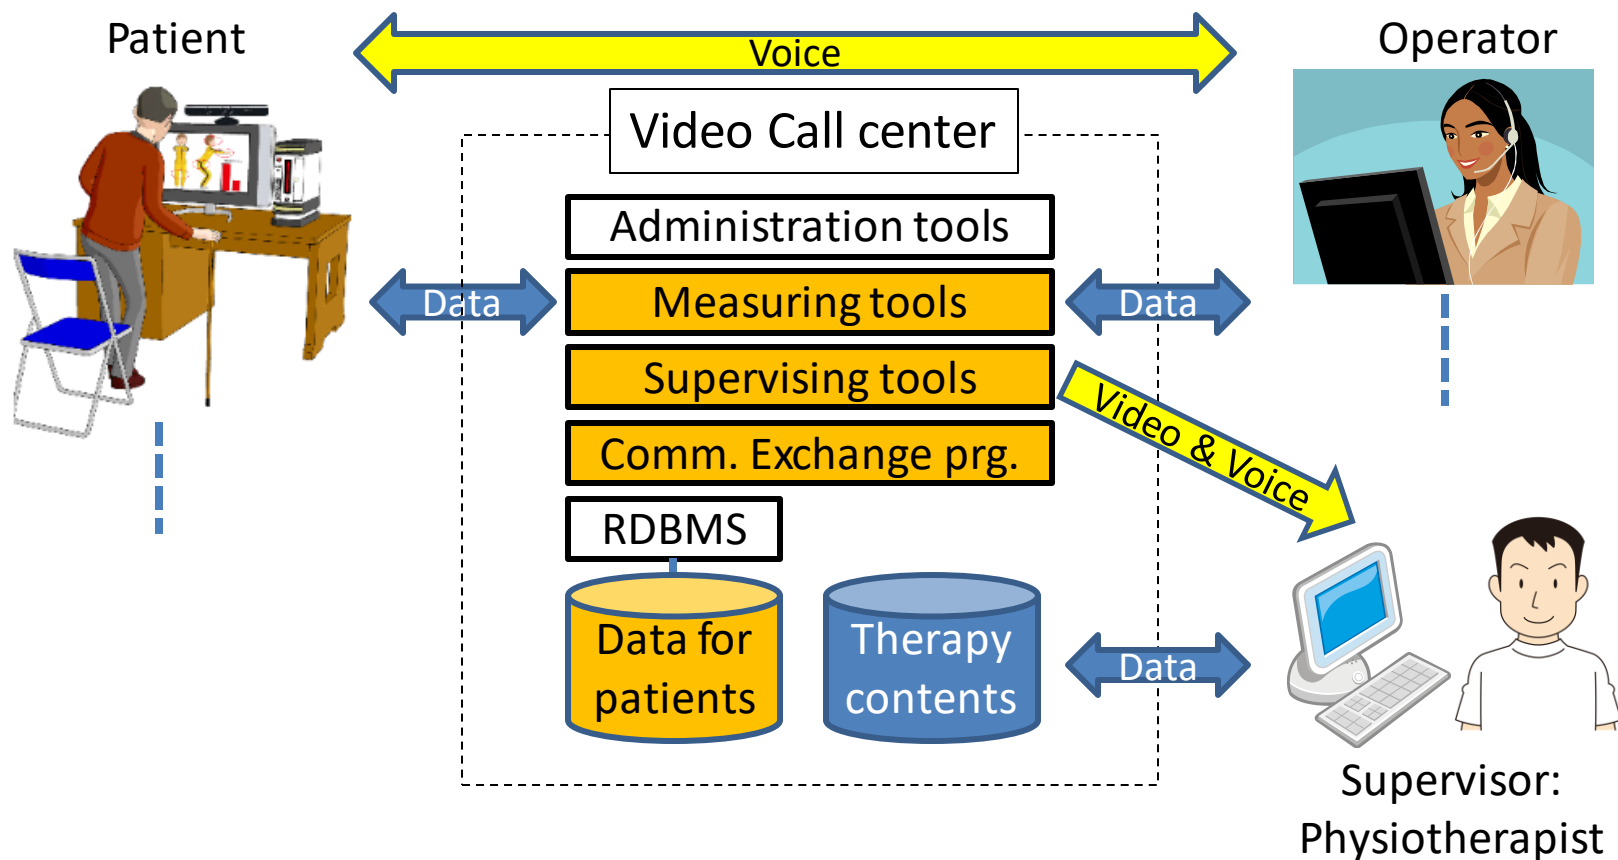 Patient
Voice
Operator
Video Call center
Administration tools
Data
Measuring tools
Data
Supervising tools
Video & Voice
Comm. Exchange prg.
RDBMS
Data for
patients
Therapy
contents
Data
Supervisor:
Physiotherapist